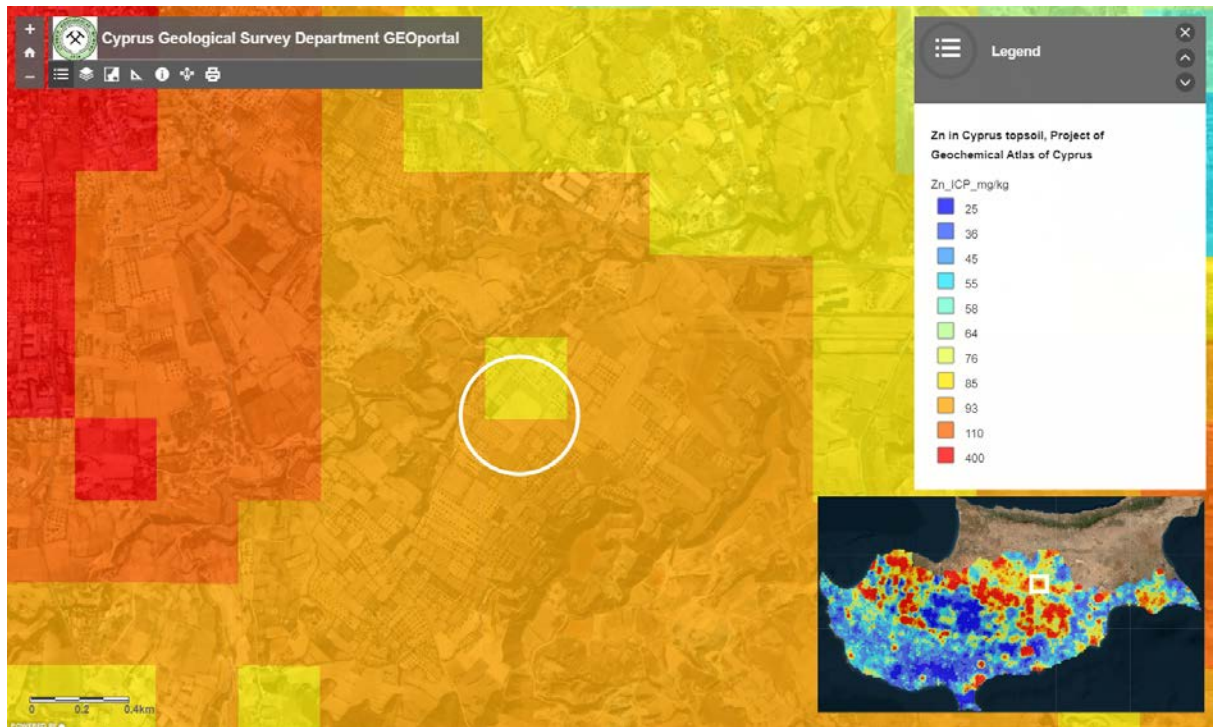 +
Cyprus Geological Survey Department GEOportal
−
Legend
Zn in Cyprus topsoil, Project of
Geochemical Atlas of Cyprus
Zn_ICP_mg/kg
25
36
45
55
58
64
76
85
93
110
400
0 0.2 0.4km